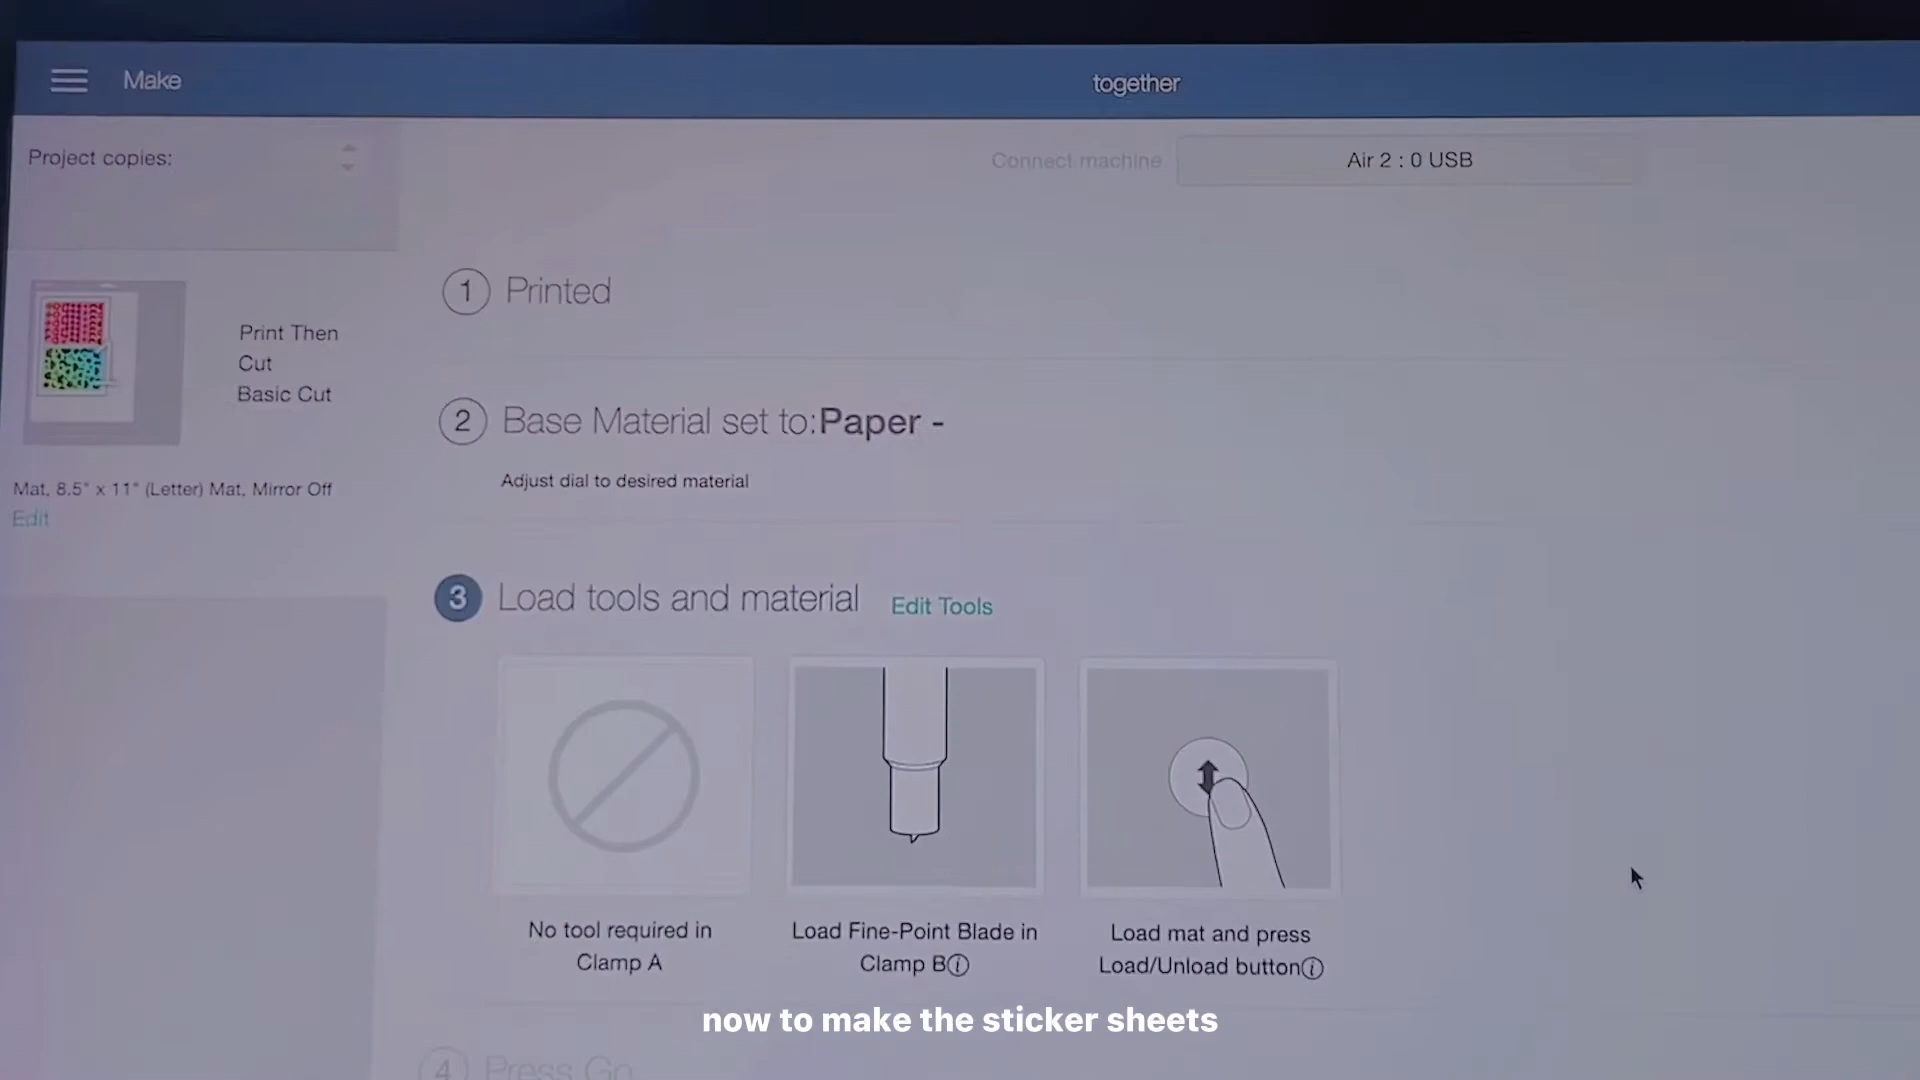 Make
together
Project copies:
Connect machine
Air 2 : 0 USB
1 Printed
Print Then
Cut
Basic Cut
2 Base Material set to:Paper -
Adjust dial to desired material
Mat, 8.5" x 11" (Letter) Mat, Mirror Off
Edit
3 Load tools and material
Edit Tools
No tool required in
Clamp A
Load Fine-Point Blade in
Clamp B
Load mat and press
Load/Unload button
now to make the sticker sheets
4 Press Go